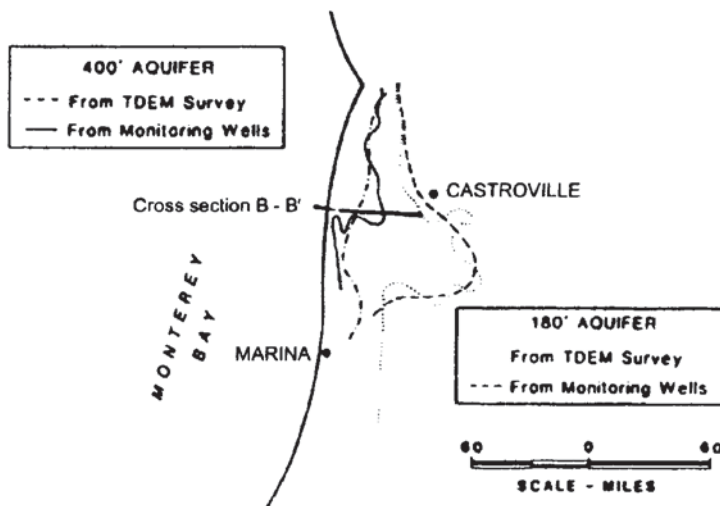 400' AQUIFER
From TDEM Survey
From Monitoring Wells
Cross section B - B'
CASTROVILLE
MONTEREY
BAY
MARINA
180' AQUIFER
From TDEM Survey
From Monitoring Wells
60 0 60
SCALE - MILES